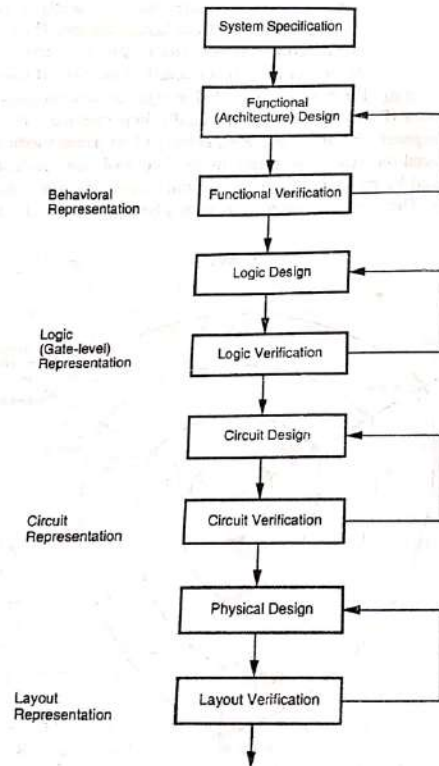 System Specification
Functional
(Architecture) Design
Behavioral
Representation
Functional Verification
Logic Design
Logic
(Gate-level)
Representation
Logic Verification
Circuit Design
Circuit
Representation
Circuit Verification
Physical Design
Layout
Representation
Layout Verification